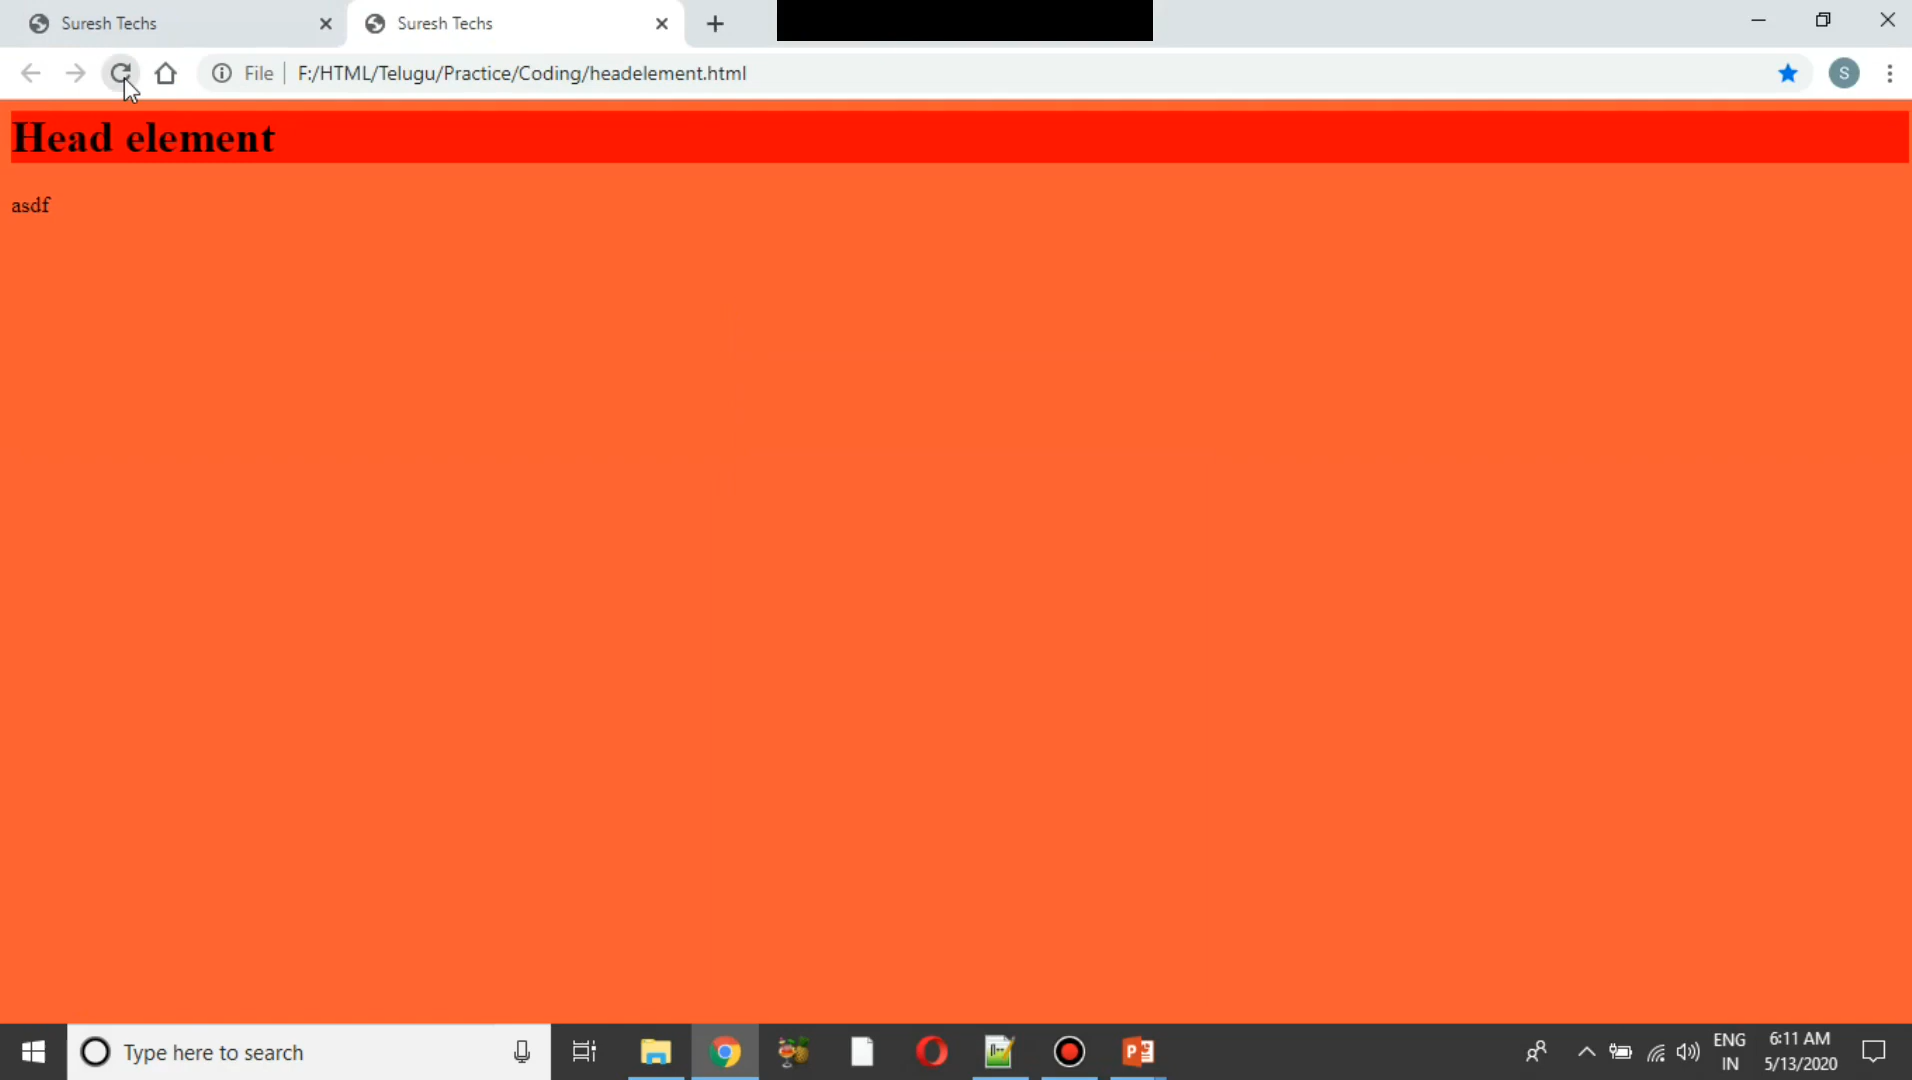 Suresh Techs
Suresh Techs
File
F:/HTML/Telugu/Practice/Coding/headelement.html
S
Head element
asdf
Type here to search
ENG
IN
6:11 AM
5/13/2020